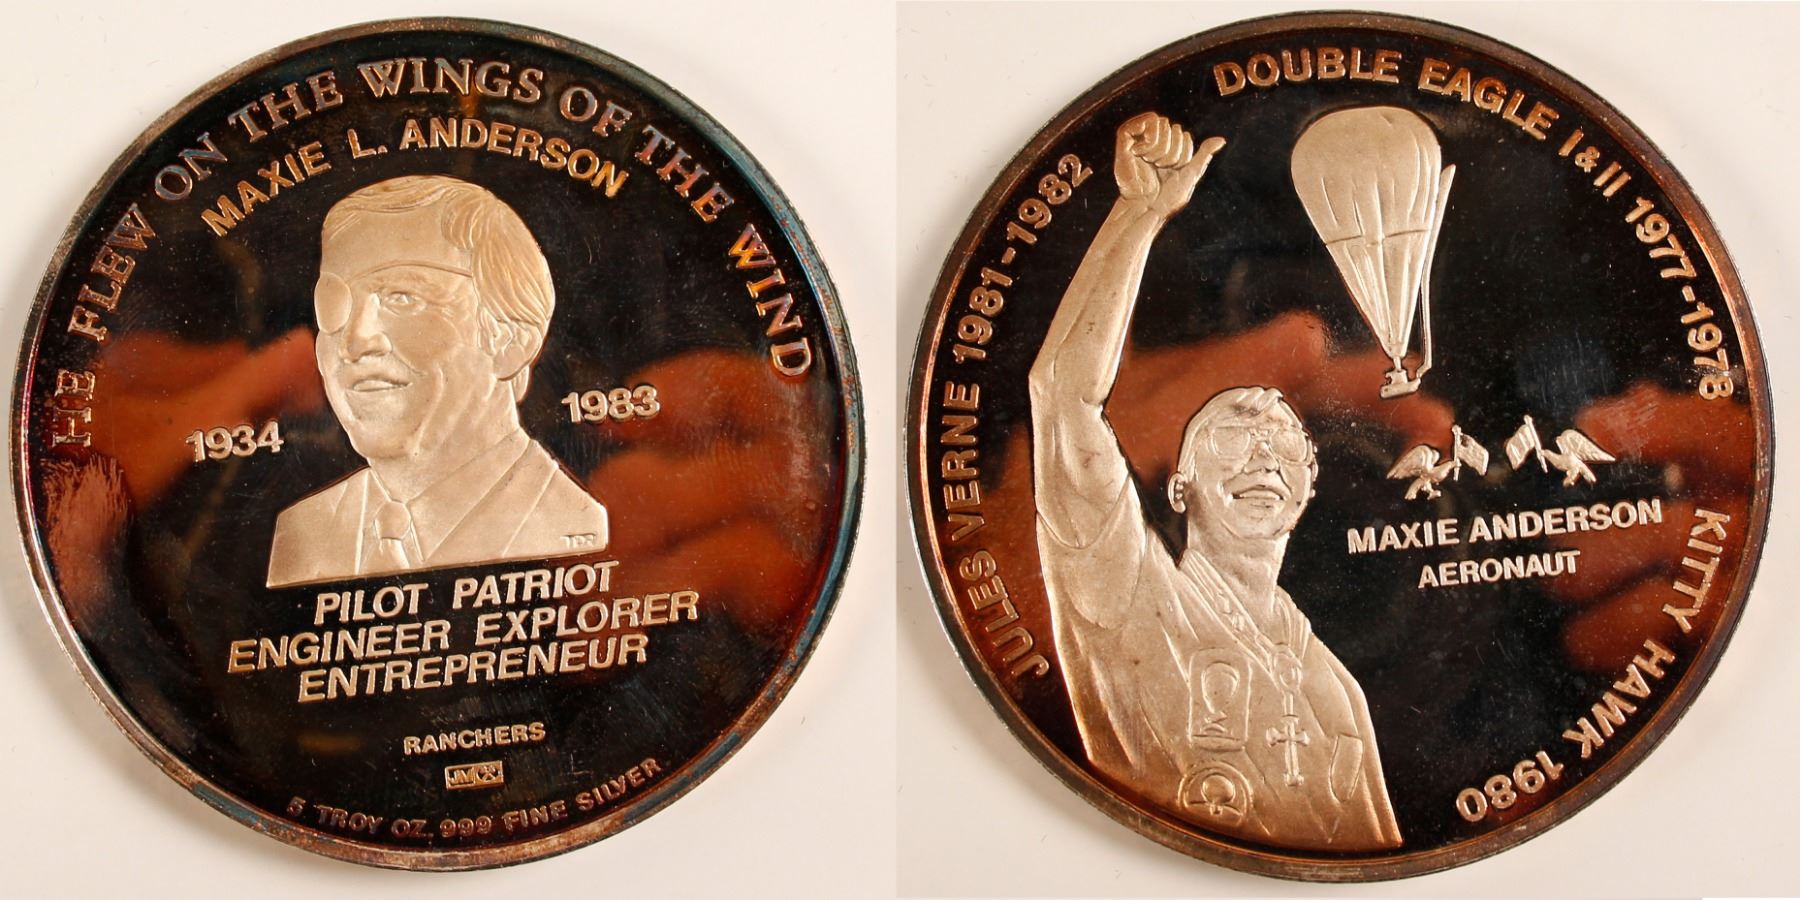 HE FLEW ON THE WINGS OF THE WIND
MAXIE L. ANDERSON
1934
1983
TDR
PILOT PATRIOT
ENGINEER EXPLORER
ENTREPRENEUR
RANCHERS
JM
5 TROY OZ. 999 FINE SILVER
JULES VERNE 1981-1982
DOUBLE EAGLE I & II 1977-1978
KITTY HAWK 1980
MAXIE ANDERSON
AERONAUT